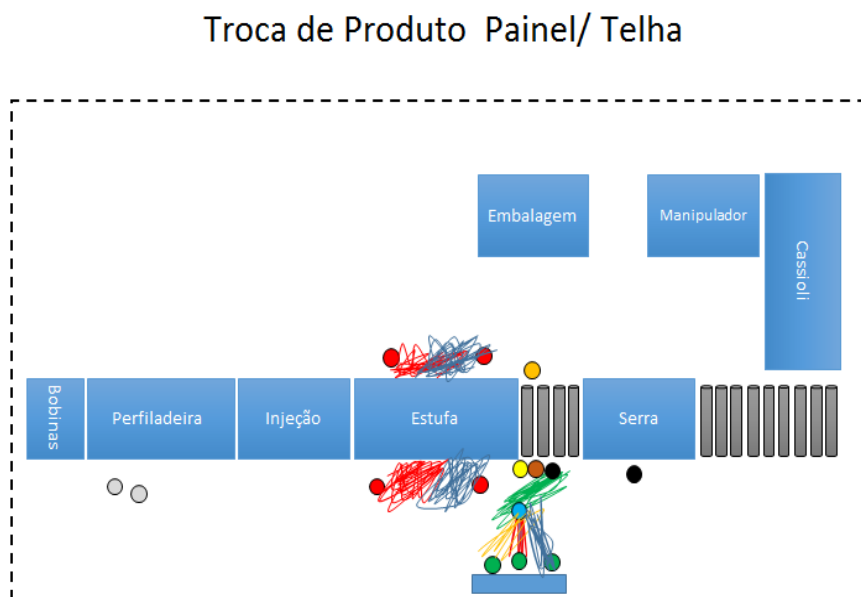 Troca de Produto Painel/ Telha
Embalagem
Manipulador
Cassioli
Bobinas
Perfiladeira
Injeção
Estufa
Serra